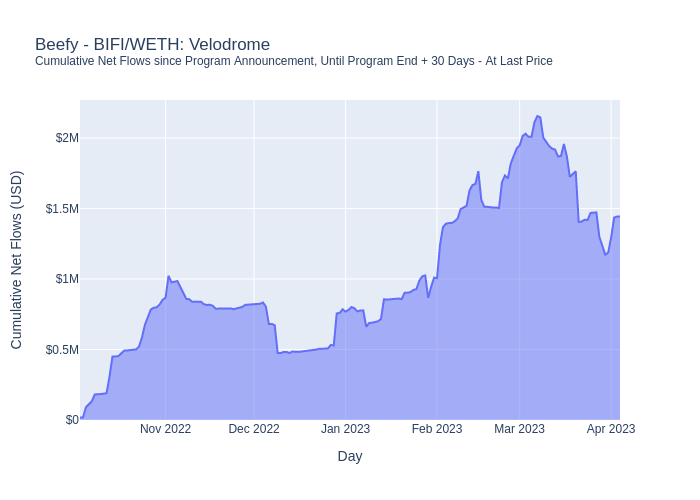 Beefy - BIFI/WETH: Velodrome
Cumulative Net Flows since Program Announcement, Until Program End + 30 Days - At Last Price
Cumulative Net Flows (USD)
$2M
$1.5M
$1M
$0.5M
$0
Nov 2022 Dec 2022 Jan 2023 Feb 2023 Mar 2023 Apr 2023
Day